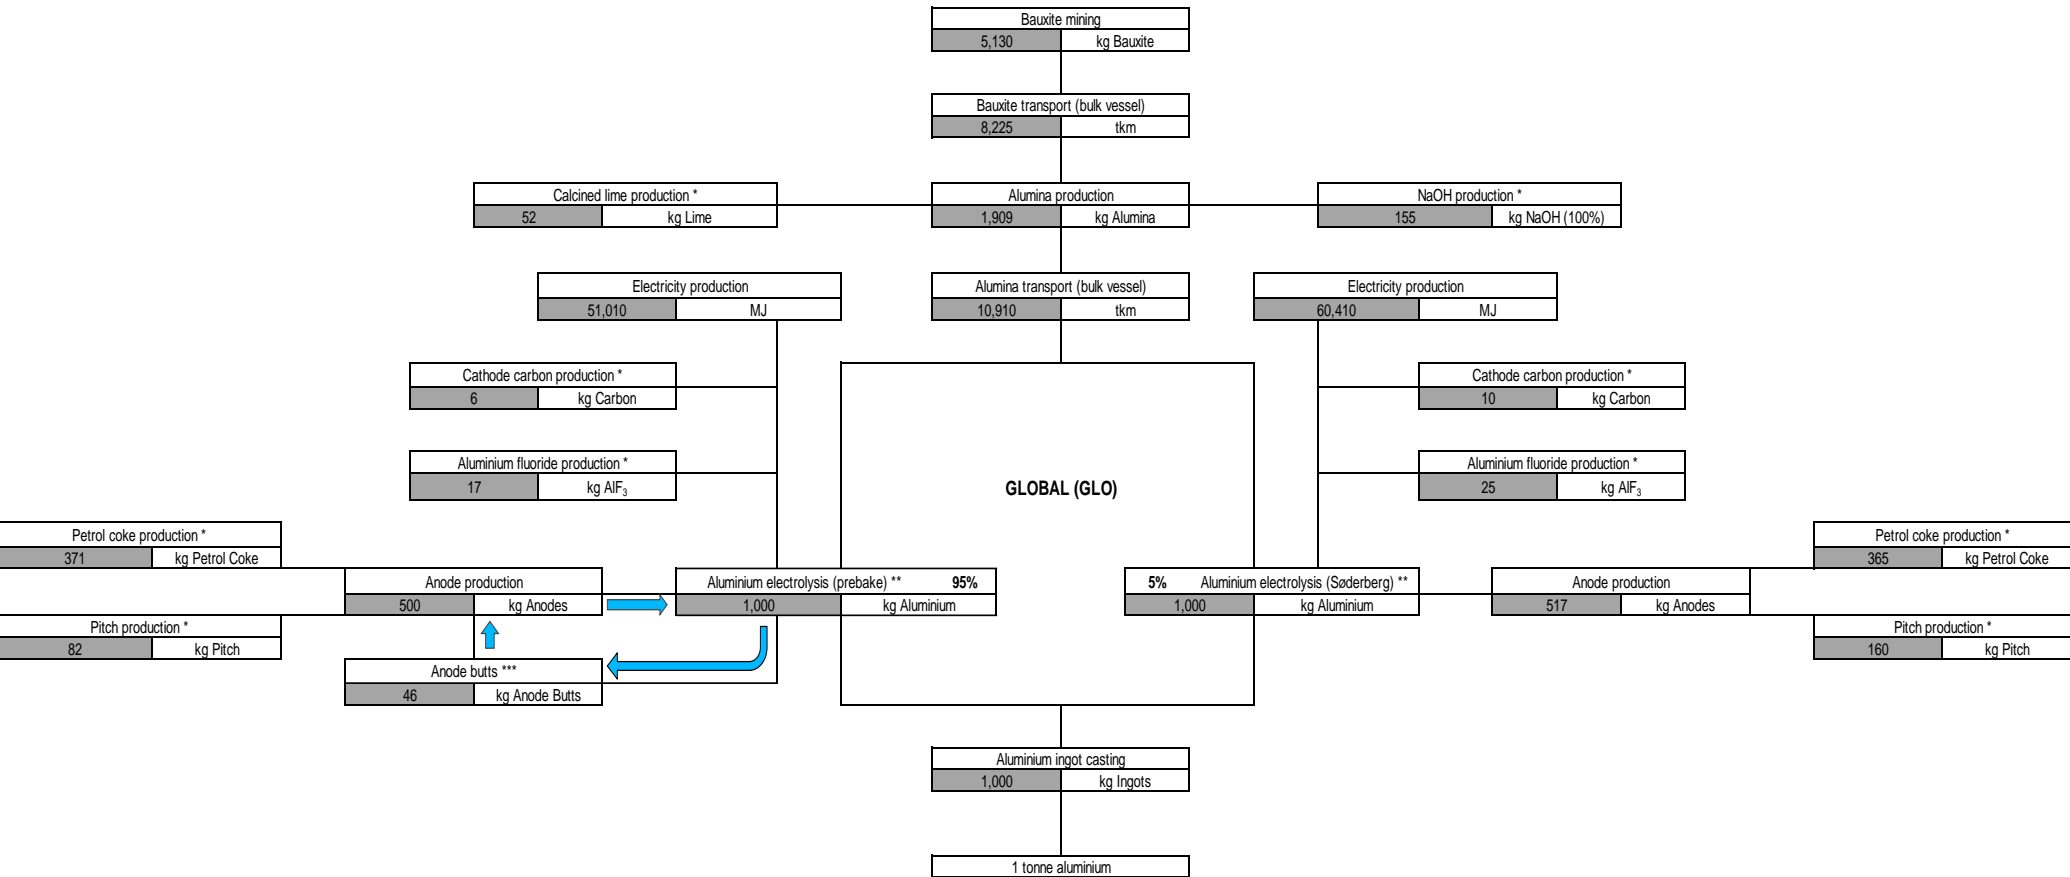 Bauxite mining
5,130 kg Bauxite
Bauxite transport (bulk vessel)
8,225 tkm
Calcined lime production * Alumina production NaOH production *
52 kg Lime 1,909 kg Alumina 155 kg NaOH (100%)
Electricity production Alumina transport (bulk vessel) Electricity production
51,010 MJ 10,910 tkm 60,410 MJ
Cathode carbon production * Cathode carbon production *
6 kg Carbon 10 kg Carbon
Aluminium fluoride production * Aluminium fluoride production *
17 kg AlF₃ GLOBAL (GLO) 25 kg AlF₃
Petrol coke production * Petrol coke production *
371 kg Petrol Coke 365 kg Petrol Coke
Anode production Aluminium electrolysis (prebake) ** 95% 5% Aluminium electrolysis (Søderberg) ** Anode production
500 kg Anodes 1,000 kg Aluminium 1,000 kg Aluminium 517 kg Anodes
Pitch production * Pitch production *
82 kg Pitch 160 kg Pitch
Anode butts ***
46 kg Anode Butts
Aluminium ingot casting
1,000 kg Ingots
1 tonne aluminium